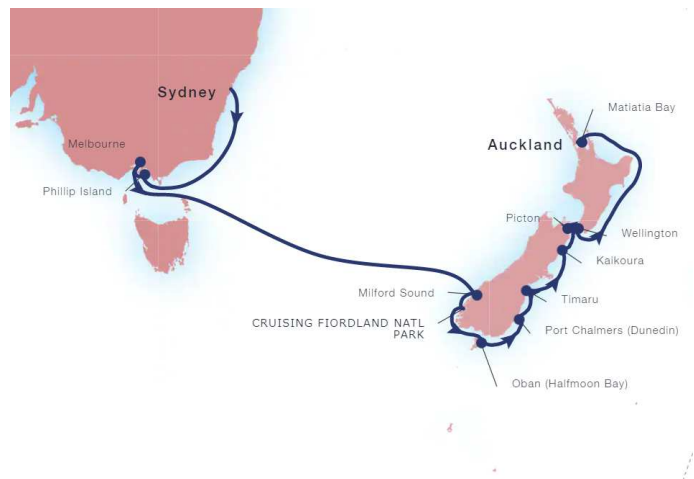 Sydney
Melbourne
Phillip Island
Matiatia Bay
Auckland
Picton
Wellington
Kaikoura
Milford Sound
Timaru
CRUISING FIORDLAND NATL
PARK
Port Chalmers (Dunedin)
Oban (Halfmoon Bay)